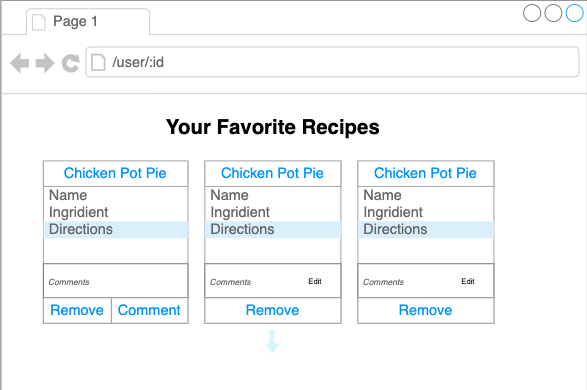 Page 1
/user/:id
Your Favorite Recipes
Chicken Pot Pie
Name
Ingridient
Directions
Comments
Remove Comment
Chicken Pot Pie
Name
Ingridient
Directions
Comments Edit
Remove
Chicken Pot Pie
Name
Ingridient
Directions
Comments Edit
Remove